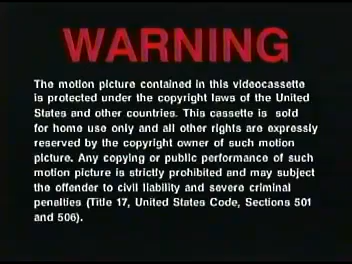 WARNING
The motion picture contained in this videocassette
is protected under the copyright laws of the United
States and other countries. This cassette is sold
for home use only and all other rights are expressly
reserved by the copyright owner of such motion
picture. Any copying or public performance of such
motion picture is strictly prohibited and may subject
the offender to civil liability and severe criminal
penalties (Title 17, United States Code, Sections 501
and 506).